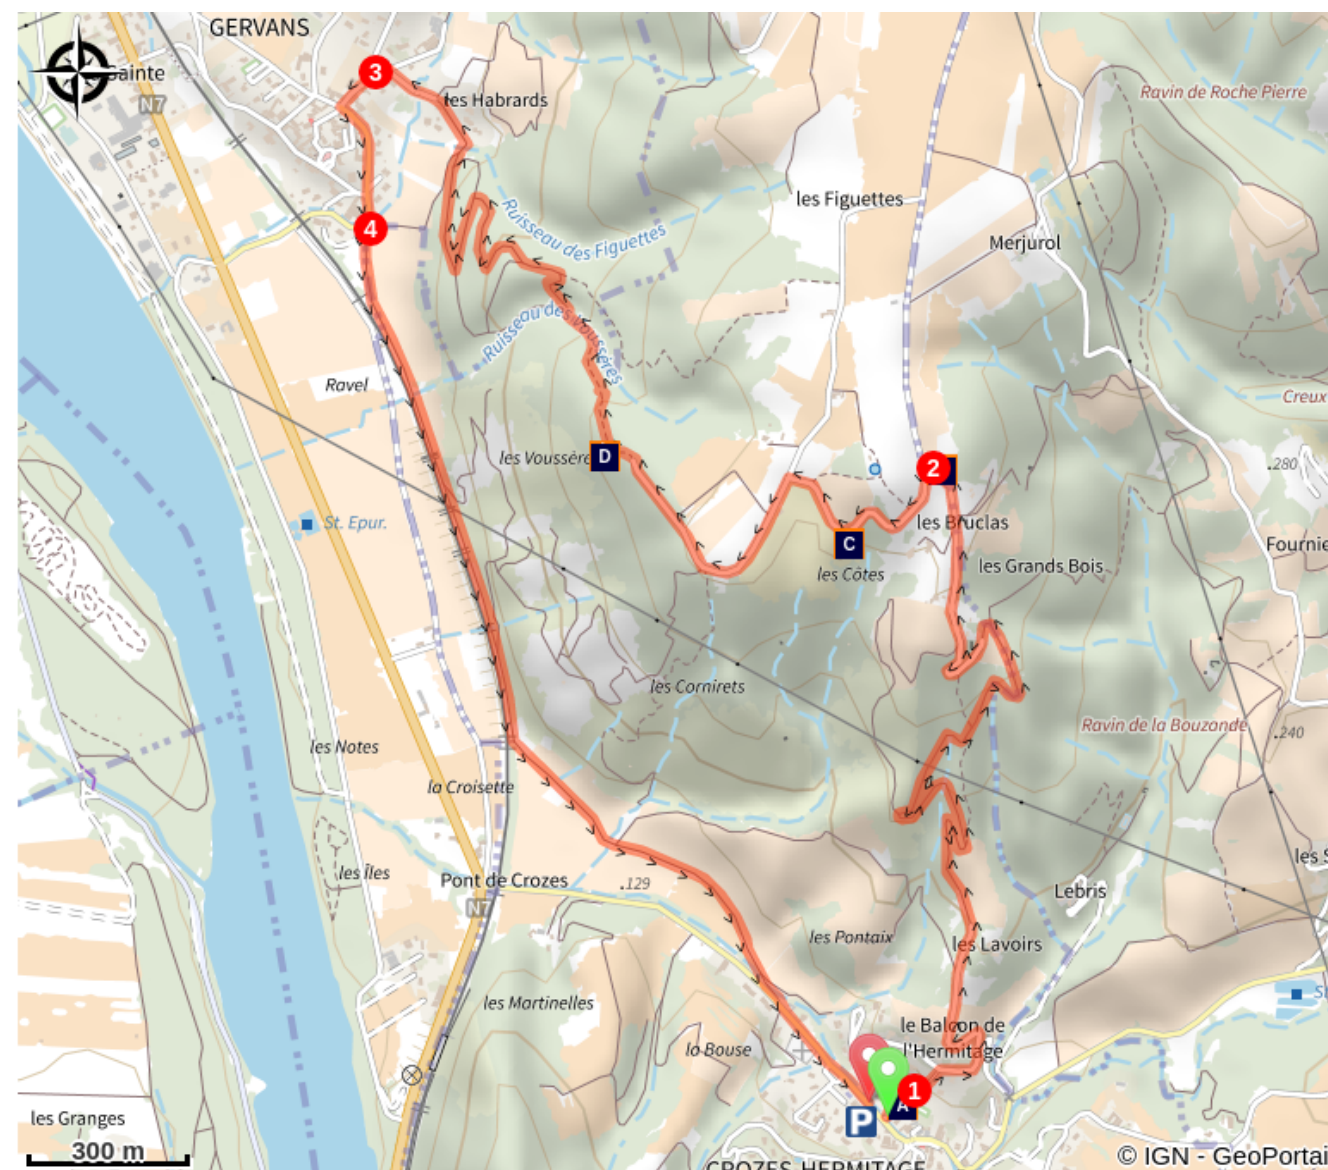 GERVANS
3
Sainte
les Habrards
N7
Ravin de Roche Pierre
les Figuettes
Ruisseau des Figuettes
4
Merjurol
Ruisseau des Voussères
Ravel
Creux
les Voussère
D
2
.280
St. Epur.
les Bruclas
C
Fournie
les Grands Bois
les Côtes
les Cornirets
Ravin de la Bouzande
.240
les Notes
la Croisette
les Îles
les S
Pont de Crozes
.129
Lebris
N7
les Pontaix
les Lavoirs
les Martinelles
St
le Balcon de
l'Hermitage
la Bouse
1
A
les Granges
P
300 m
CROZES-HERMITAGE
© IGN - GeoPortai